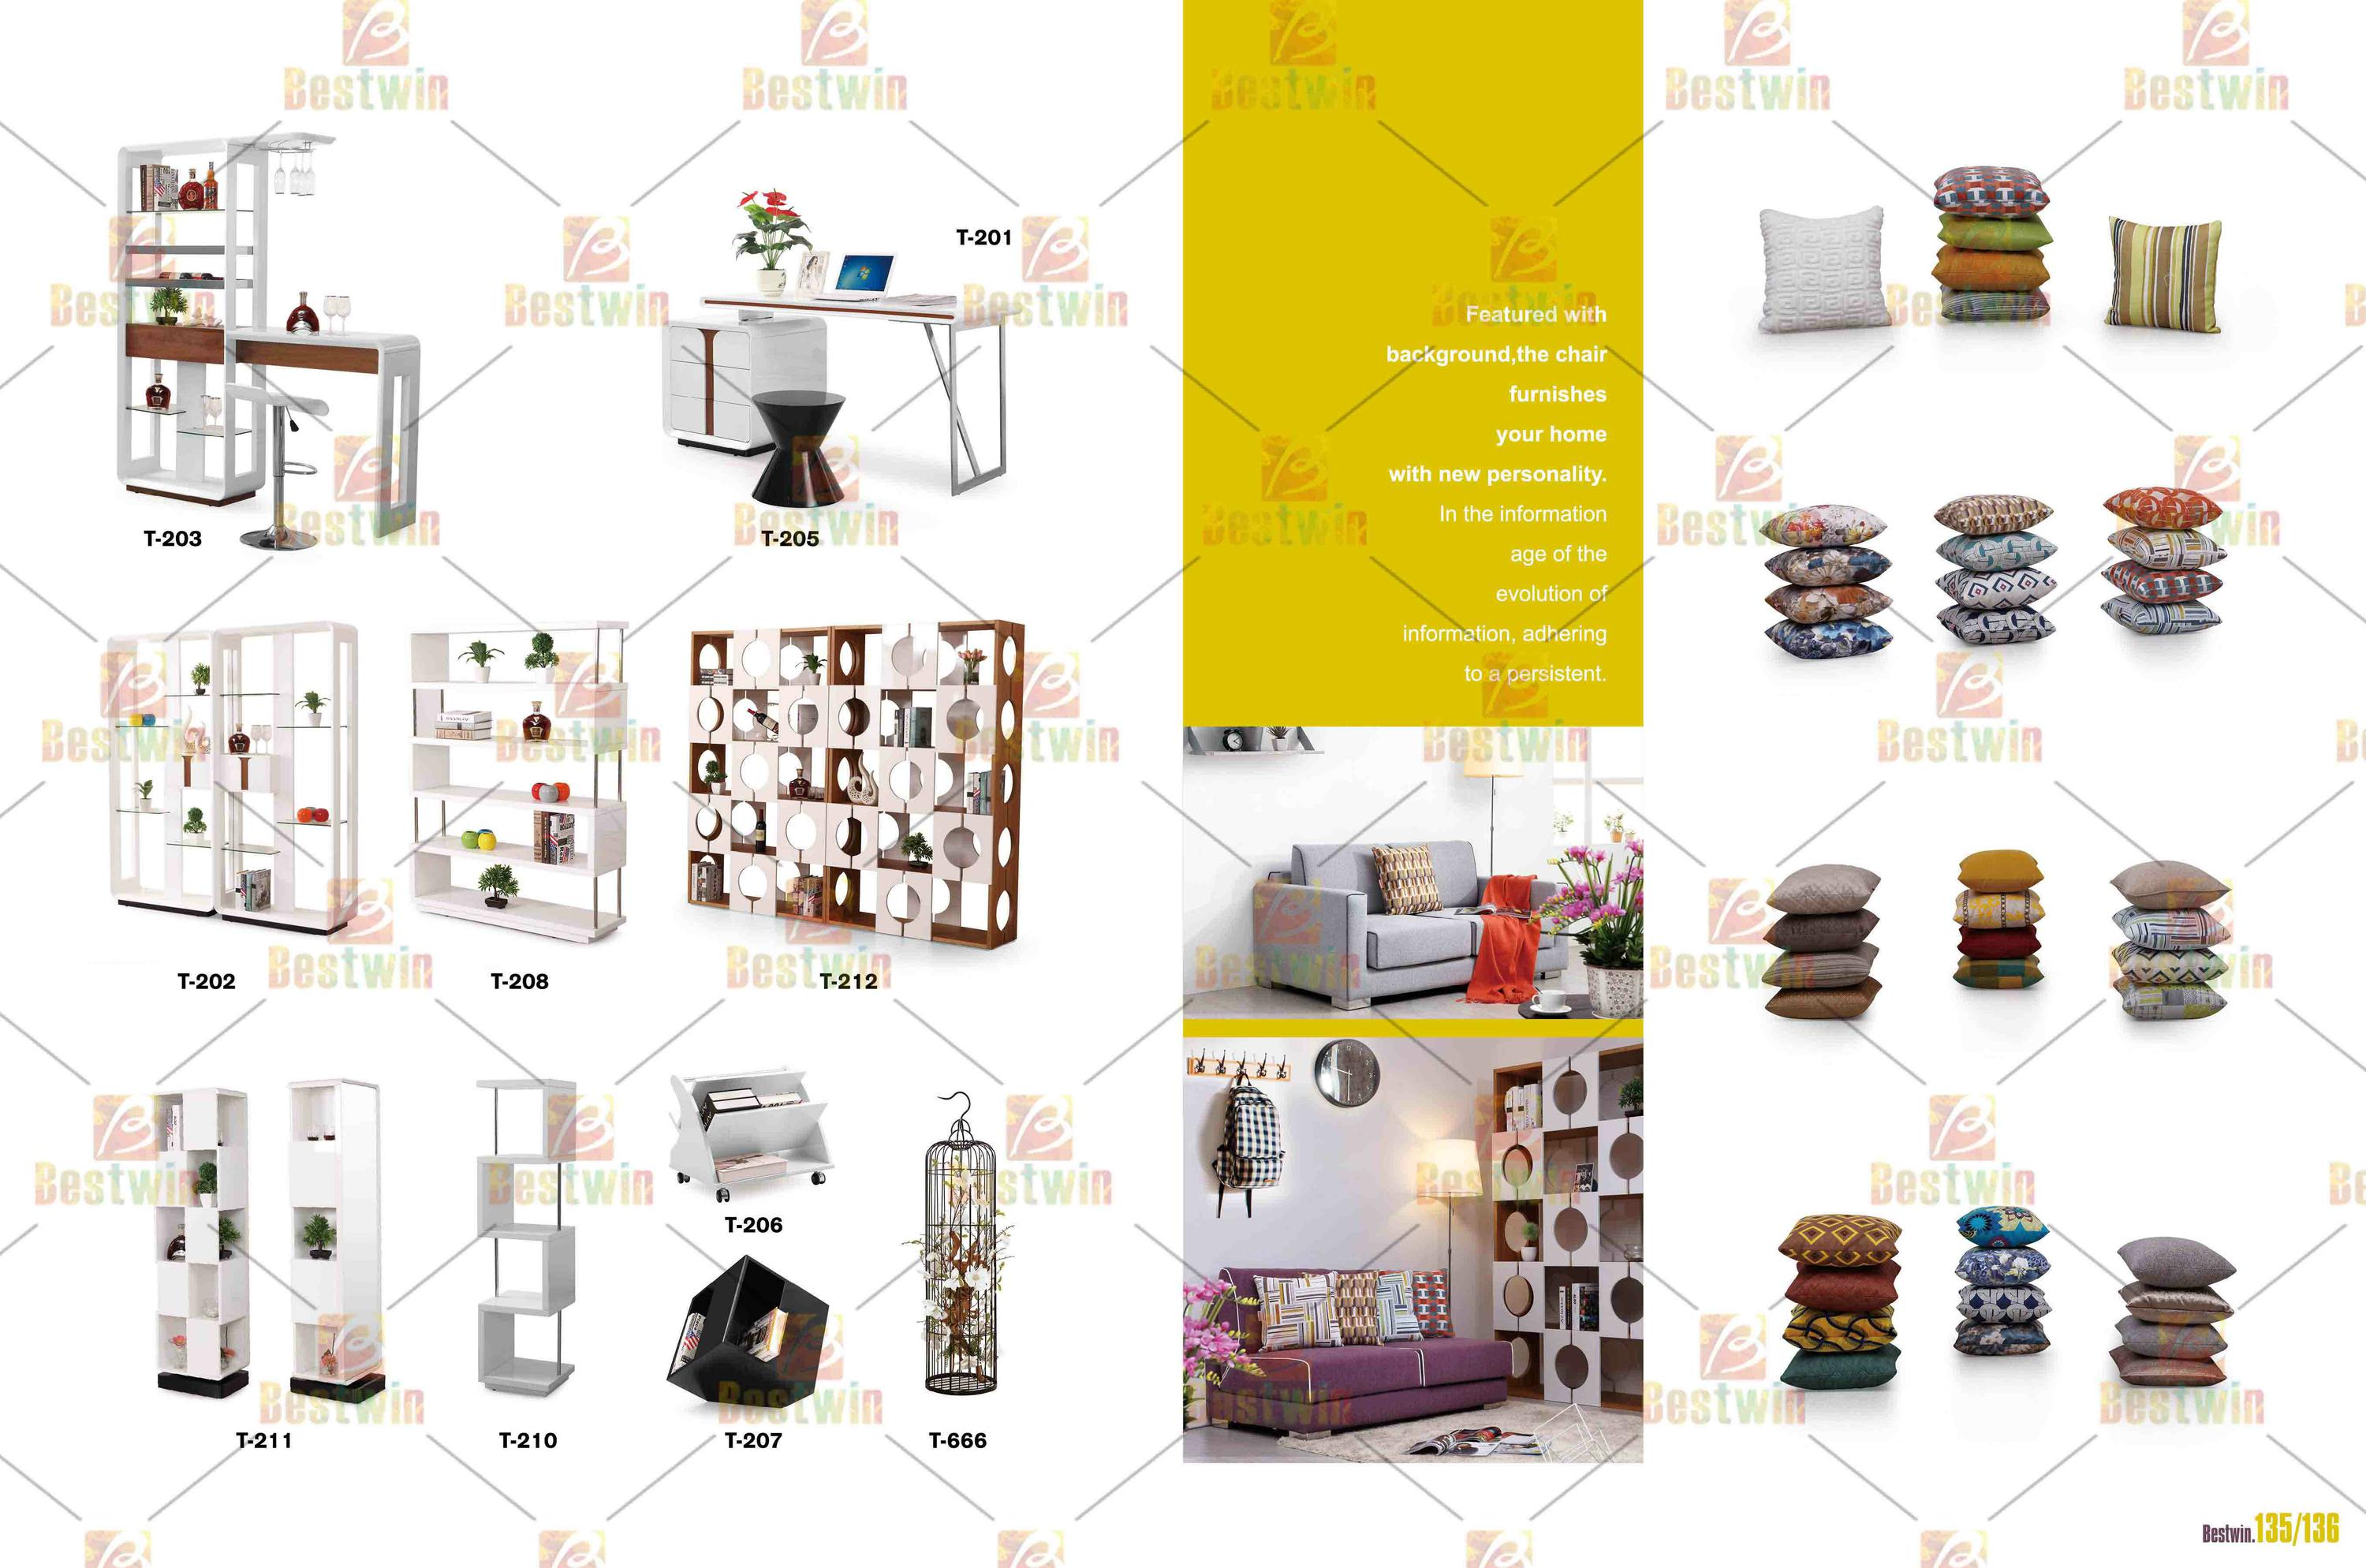 T-201
T-203
T-205
T-202
T-208
T-212
T-206
T-211
T-210
T-207
T-666
Featured with
background,the chair
furnishes
your home
with new personality.
In the information
age of the
evolution of
information, adhering
to a persistent.
Bestwin.135/136
Bestwin